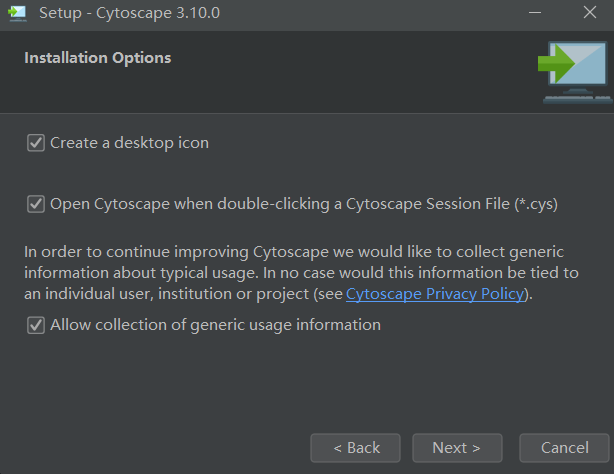 Setup - Cytoscape 3.10.0
Installation Options
Create a desktop icon
Open Cytoscape when double-clicking a Cytoscape Session File (*.cys)
In order to continue improving Cytoscape we would like to collect generic
information about typical usage. In no case would this information be tied to
an individual user, institution or project (see Cytoscape Privacy Policy).
Allow collection of generic usage information
< Back
Next >
Cancel